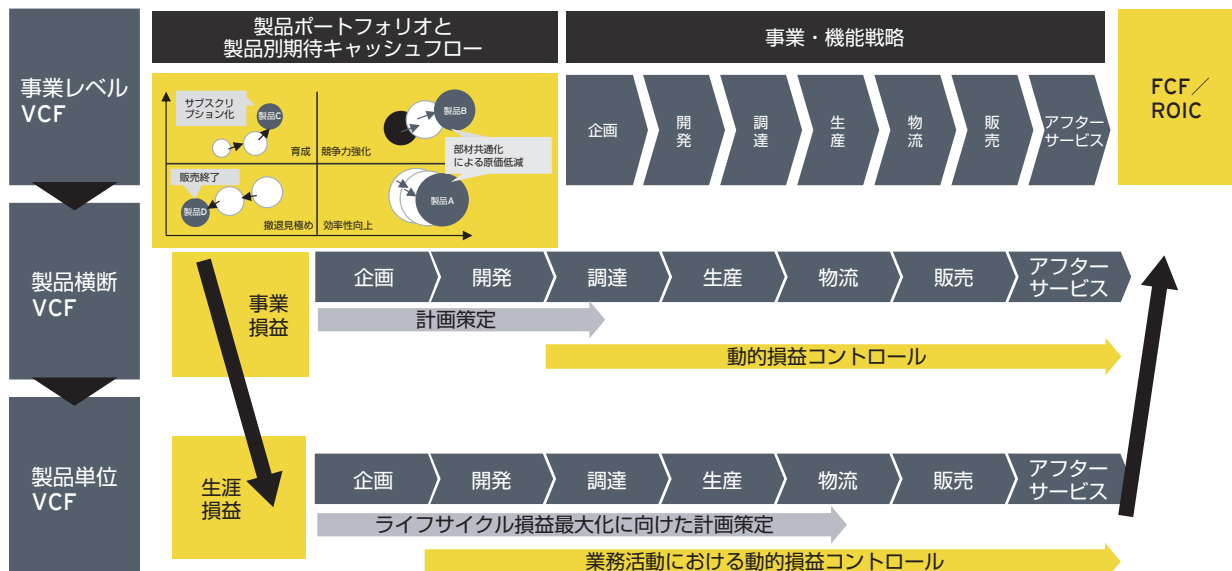 事業レベル
VCF
製品ポートフォリオと
製品別期待キャッシュフロー
サブスクリ
プション化
製品C
製品B
育成
競争力強化
部材共通化
による原価低減
販売終了
製品D
製品A
撤退見極め
効率性向上
事業・機能戦略
企画
開発
調達
生産
物流
販売
アフター
サービス
FCF／
ROIC
製品横断
VCF
事業
損益
企画
開発
調達
生産
物流
販売
アフター
サービス
計画策定
動的損益コントロール
製品単位
VCF
生涯
損益
企画
開発
調達
生産
物流
販売
アフター
サービス
ライフサイクル損益最大化に向けた計画策定
業務活動における動的損益コントロール